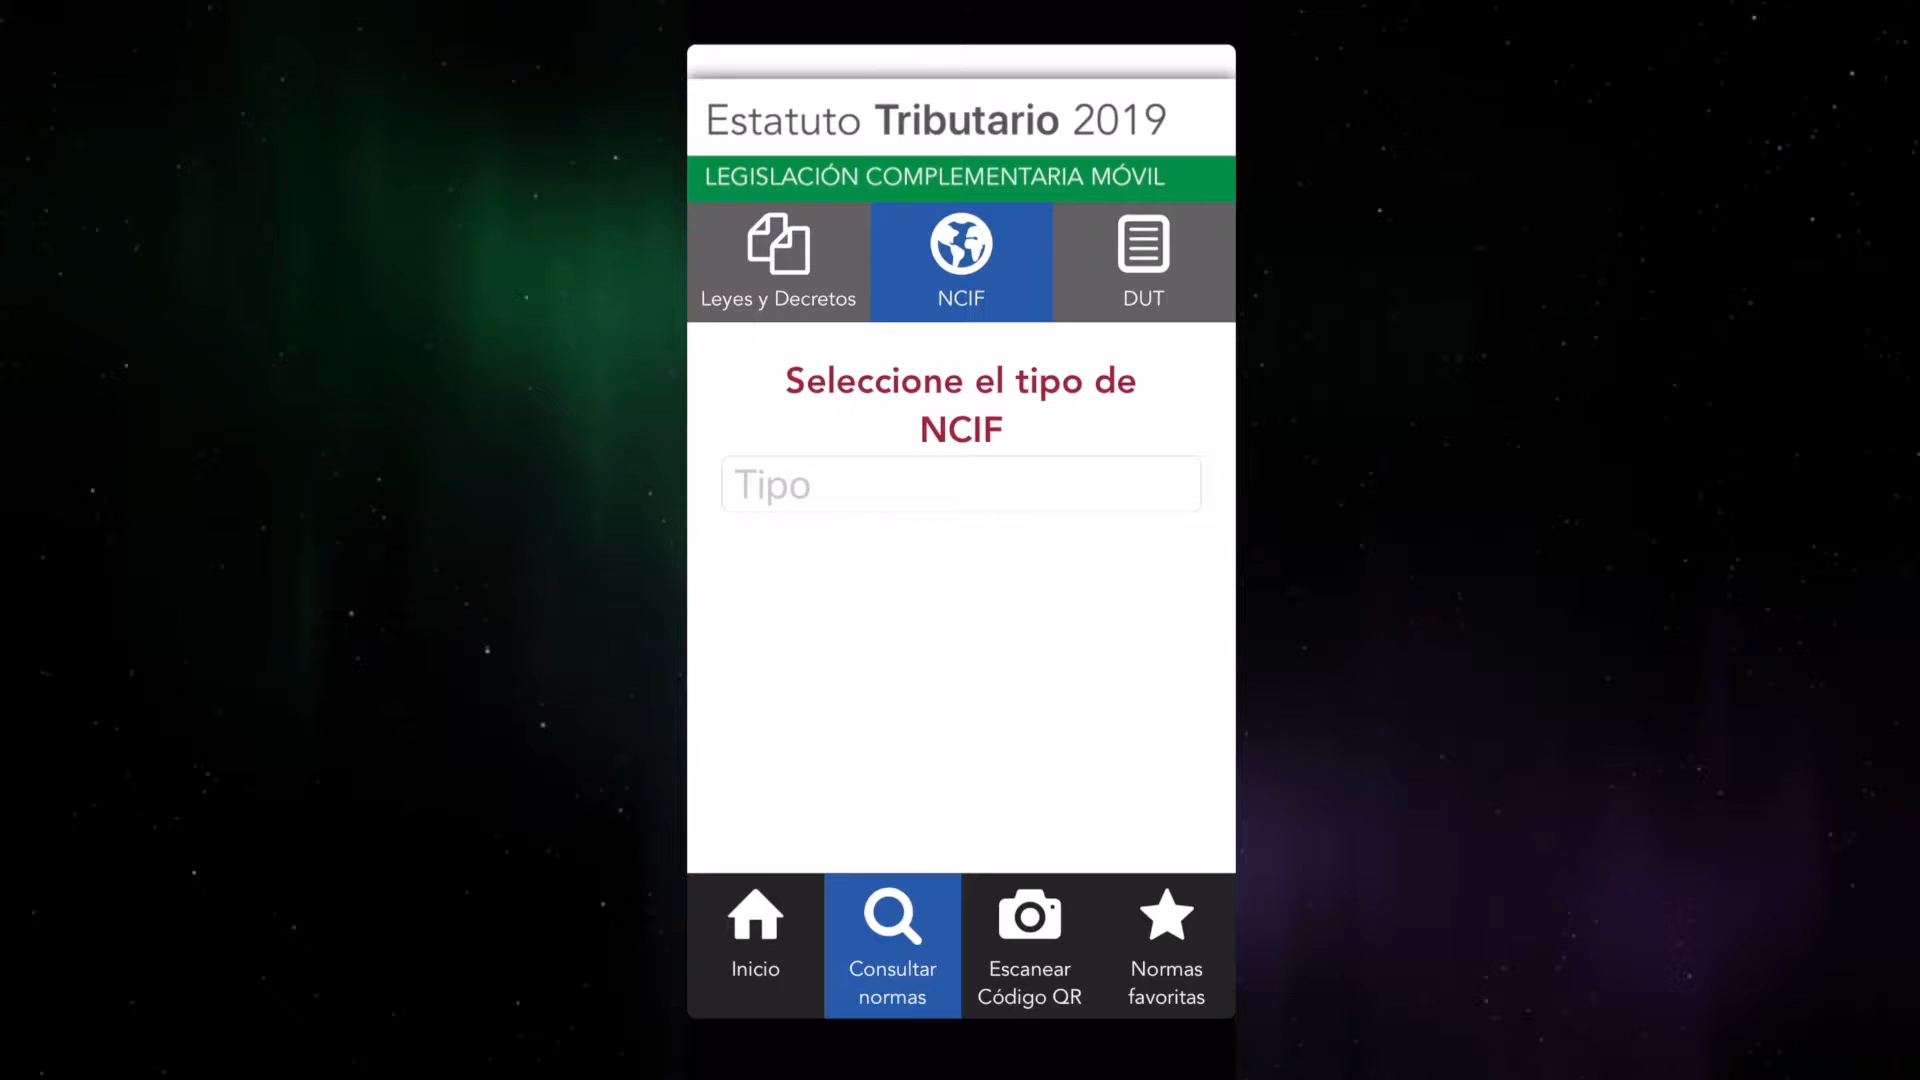 Estatuto Tributario 2019
LEGISLACIÓN COMPLEMENTARIA MÓVIL
Leyes y Decretos
NCIF
DUT
Seleccione el tipo de
NCIF
Tipo
Inicio
Consultar
normas
Escanear
Código QR
Normas
favoritas